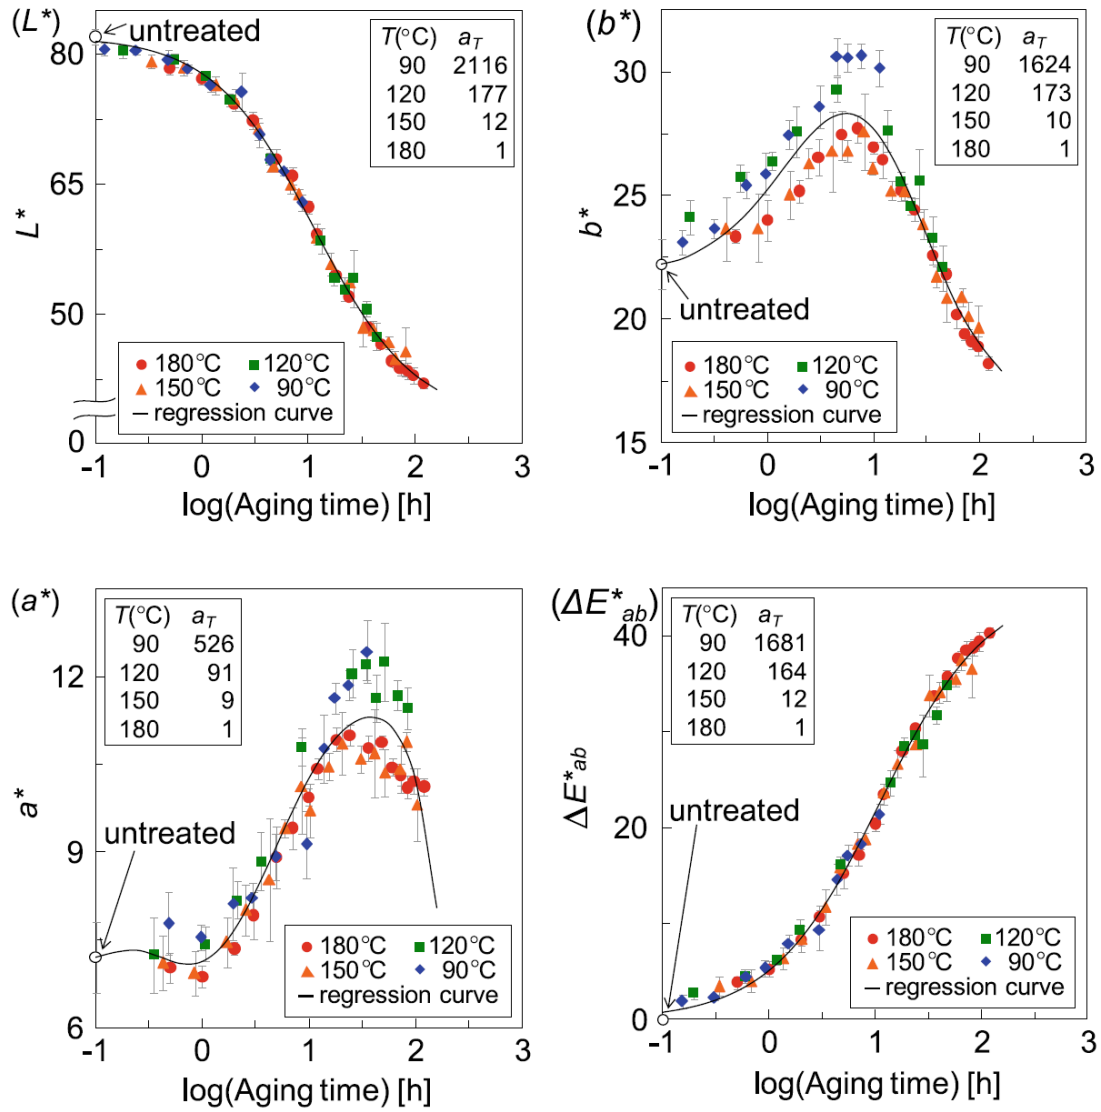 (L*)
untreated
T(°C) a_T
90 2116
120 177
150 12
180 1
80
65
50
0
L*
180°C 120°C
150°C 90°C
regression curve
-1 0 1 2 3
log(Aging time) [h]
(b*)
T(°C) a_T
90 1624
120 173
150 10
180 1
30
25
20
15
b*
untreated
180°C 120°C
150°C 90°C
regression curve
-1 0 1 2 3
log(Aging time) [h]
(a*)
T(°C) a_T
90 526
120 91
150 9
180 1
12
9
6
a*
untreated
180°C 120°C
150°C 90°C
regression curve
-1 0 1 2 3
log(Aging time) [h]
(ΔE*ab)
T(°C) a_T
90 1681
120 164
150 12
180 1
40
20
0
ΔE*ab
untreated
180°C 120°C
150°C 90°C
regression curve
-1 0 1 2 3
log(Aging time) [h]